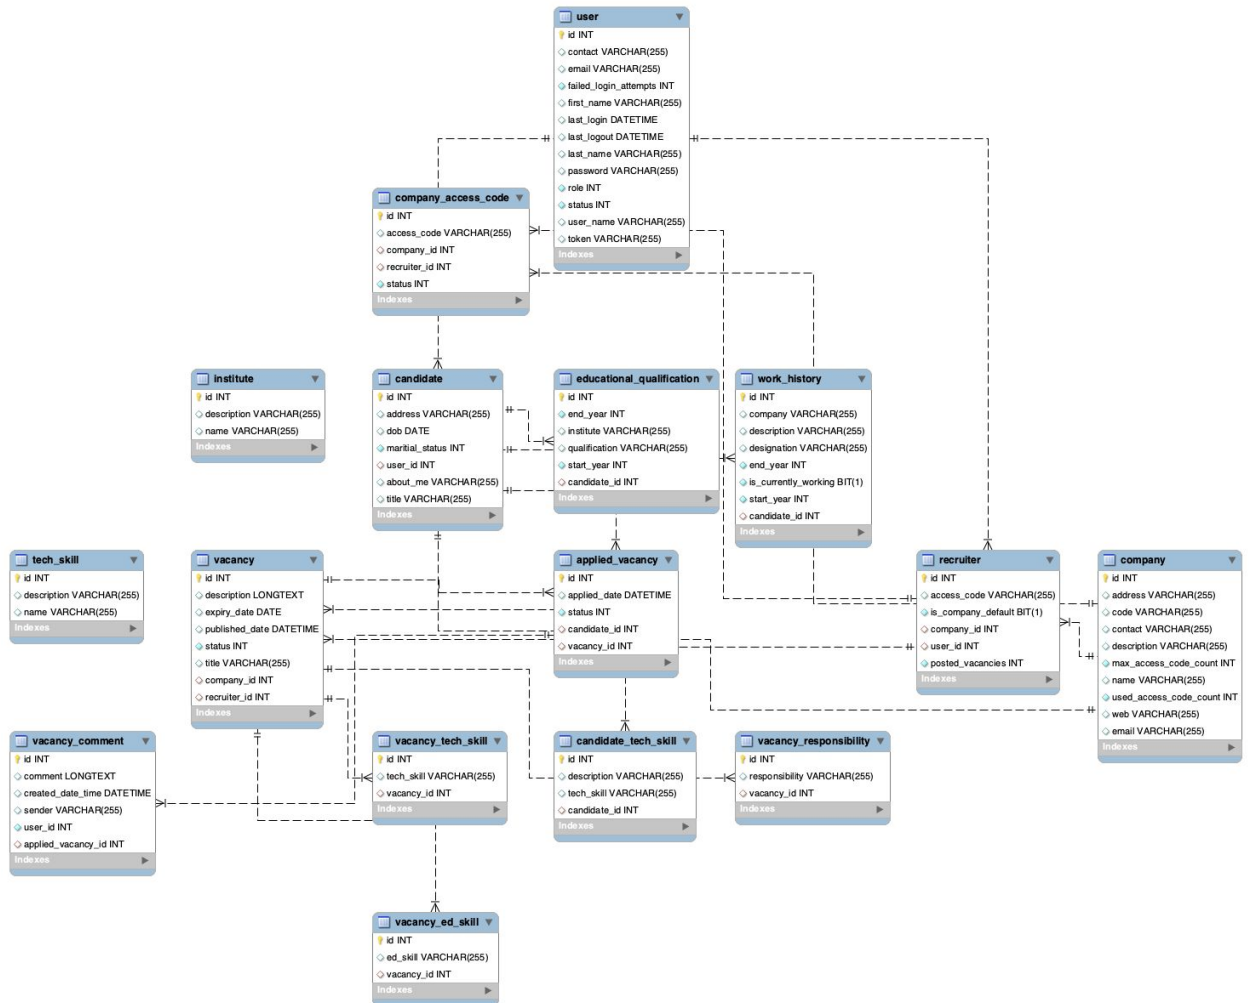 user
id INT
contact VARCHAR(255)
email VARCHAR(255)
failed_login_attempts INT
first_name VARCHAR(255)
last_login DATETIME
last_logout DATETIME
last_name VARCHAR(255)
password VARCHAR(255)
role INT
status INT
user_name VARCHAR(255)
token VARCHAR(255)
Indexes
company_access_code
id INT
access_code VARCHAR(255)
company_id INT
recruiter_id INT
status INT
Indexes
institute
id INT
description VARCHAR(255)
name VARCHAR(255)
Indexes
candidate
id INT
address VARCHAR(255)
dob DATE
maritial_status INT
user_id INT
about_me VARCHAR(255)
title VARCHAR(255)
Indexes
educational_qualification
id INT
end_year INT
institute VARCHAR(255)
qualification VARCHAR(255)
start_year INT
candidate_id INT
Indexes
work_history
id INT
company VARCHAR(255)
description VARCHAR(255)
designation VARCHAR(255)
end_year INT
is_currently_working BIT(1)
start_year INT
candidate_id INT
Indexes
tech_skill
id INT
description VARCHAR(255)
name VARCHAR(255)
Indexes
vacancy
id INT
description LONGTEXT
expiry_date DATE
published_date DATETIME
status INT
title VARCHAR(255)
company_id INT
recruiter_id INT
Indexes
applied_vacancy
id INT
applied_date DATETIME
status INT
candidate_id INT
vacancy_id INT
Indexes
recruiter
id INT
access_code VARCHAR(255)
is_company_default BIT(1)
company_id INT
user_id INT
posted_vacancies INT
Indexes
company
id INT
address VARCHAR(255)
code VARCHAR(255)
contact VARCHAR(255)
description VARCHAR(255)
max_access_code_count INT
name VARCHAR(255)
used_access_code_count INT
web VARCHAR(255)
email VARCHAR(255)
Indexes
vacancy_comment
id INT
comment LONGTEXT
created_date_time DATETIME
sender VARCHAR(255)
user_id INT
applied_vacancy_id INT
Indexes
vacancy_tech_skill
id INT
tech_skill VARCHAR(255)
vacancy_id INT
Indexes
candidate_tech_skill
id INT
description VARCHAR(255)
tech_skill VARCHAR(255)
candidate_id INT
Indexes
vacancy_responsibility
id INT
responsibility VARCHAR(255)
vacancy_id INT
Indexes
vacancy_ed_skill
id INT
ed_skill VARCHAR(255)
vacancy_id INT
Indexes